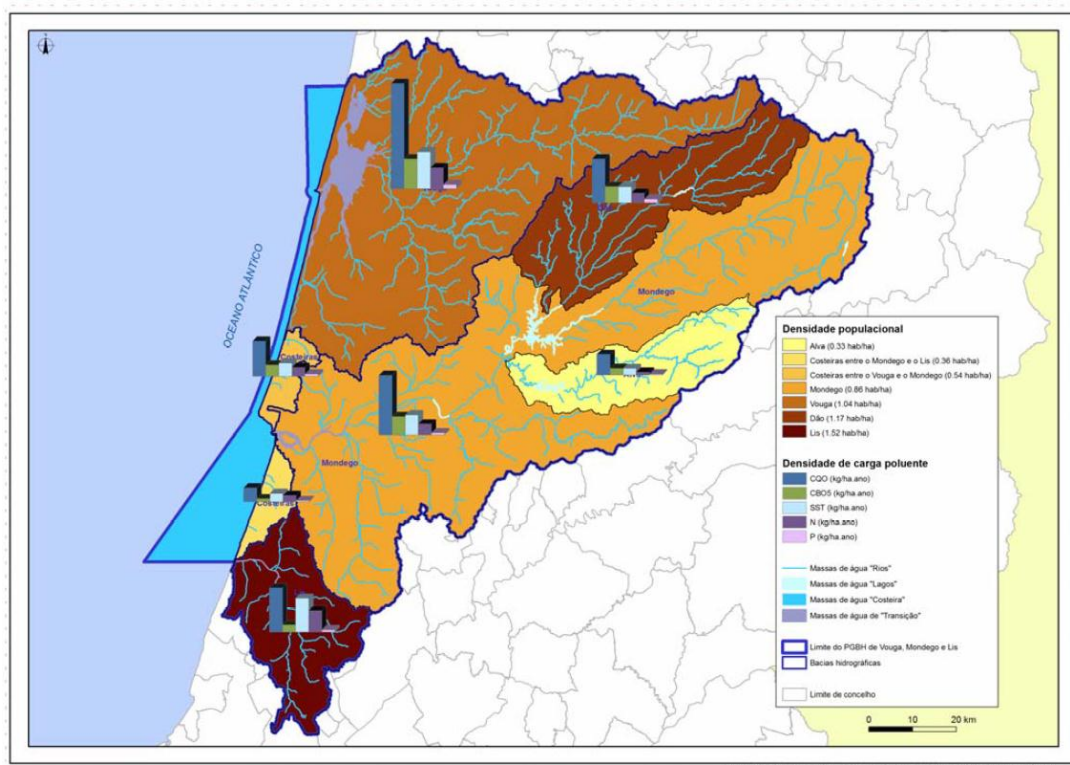 OCEANO ATLÂNTICO
Mondego
Costeiras
Mondego
Costeiras
Densidade populacional
Alva (0.33 hab/ha)
Costeiras entre o Mondego e o Lis (0.36 hab/ha)
Costeiras entre o Vouga e o Mondego (0.54 hab/ha)
Mondego (0.86 hab/ha)
Vouga (1.04 hab/ha)
Dão (1.17 hab/ha)
Lis (1.52 hab/ha)
Densidade de carga poluente
CQO (kg/ha.ano)
CBO5 (kg/ha.ano)
SST (kg/ha.ano)
N (kg/ha.ano)
P (kg/ha.ano)
Massas de água "Rios"
Massas de água "Lagos"
Massas de água "Costeira"
Massas de água de "Transição"
Limite do PGBH de Vouga, Mondego e Lis
Bacias hidrográficas
Limite de concelho
0 10 20 km